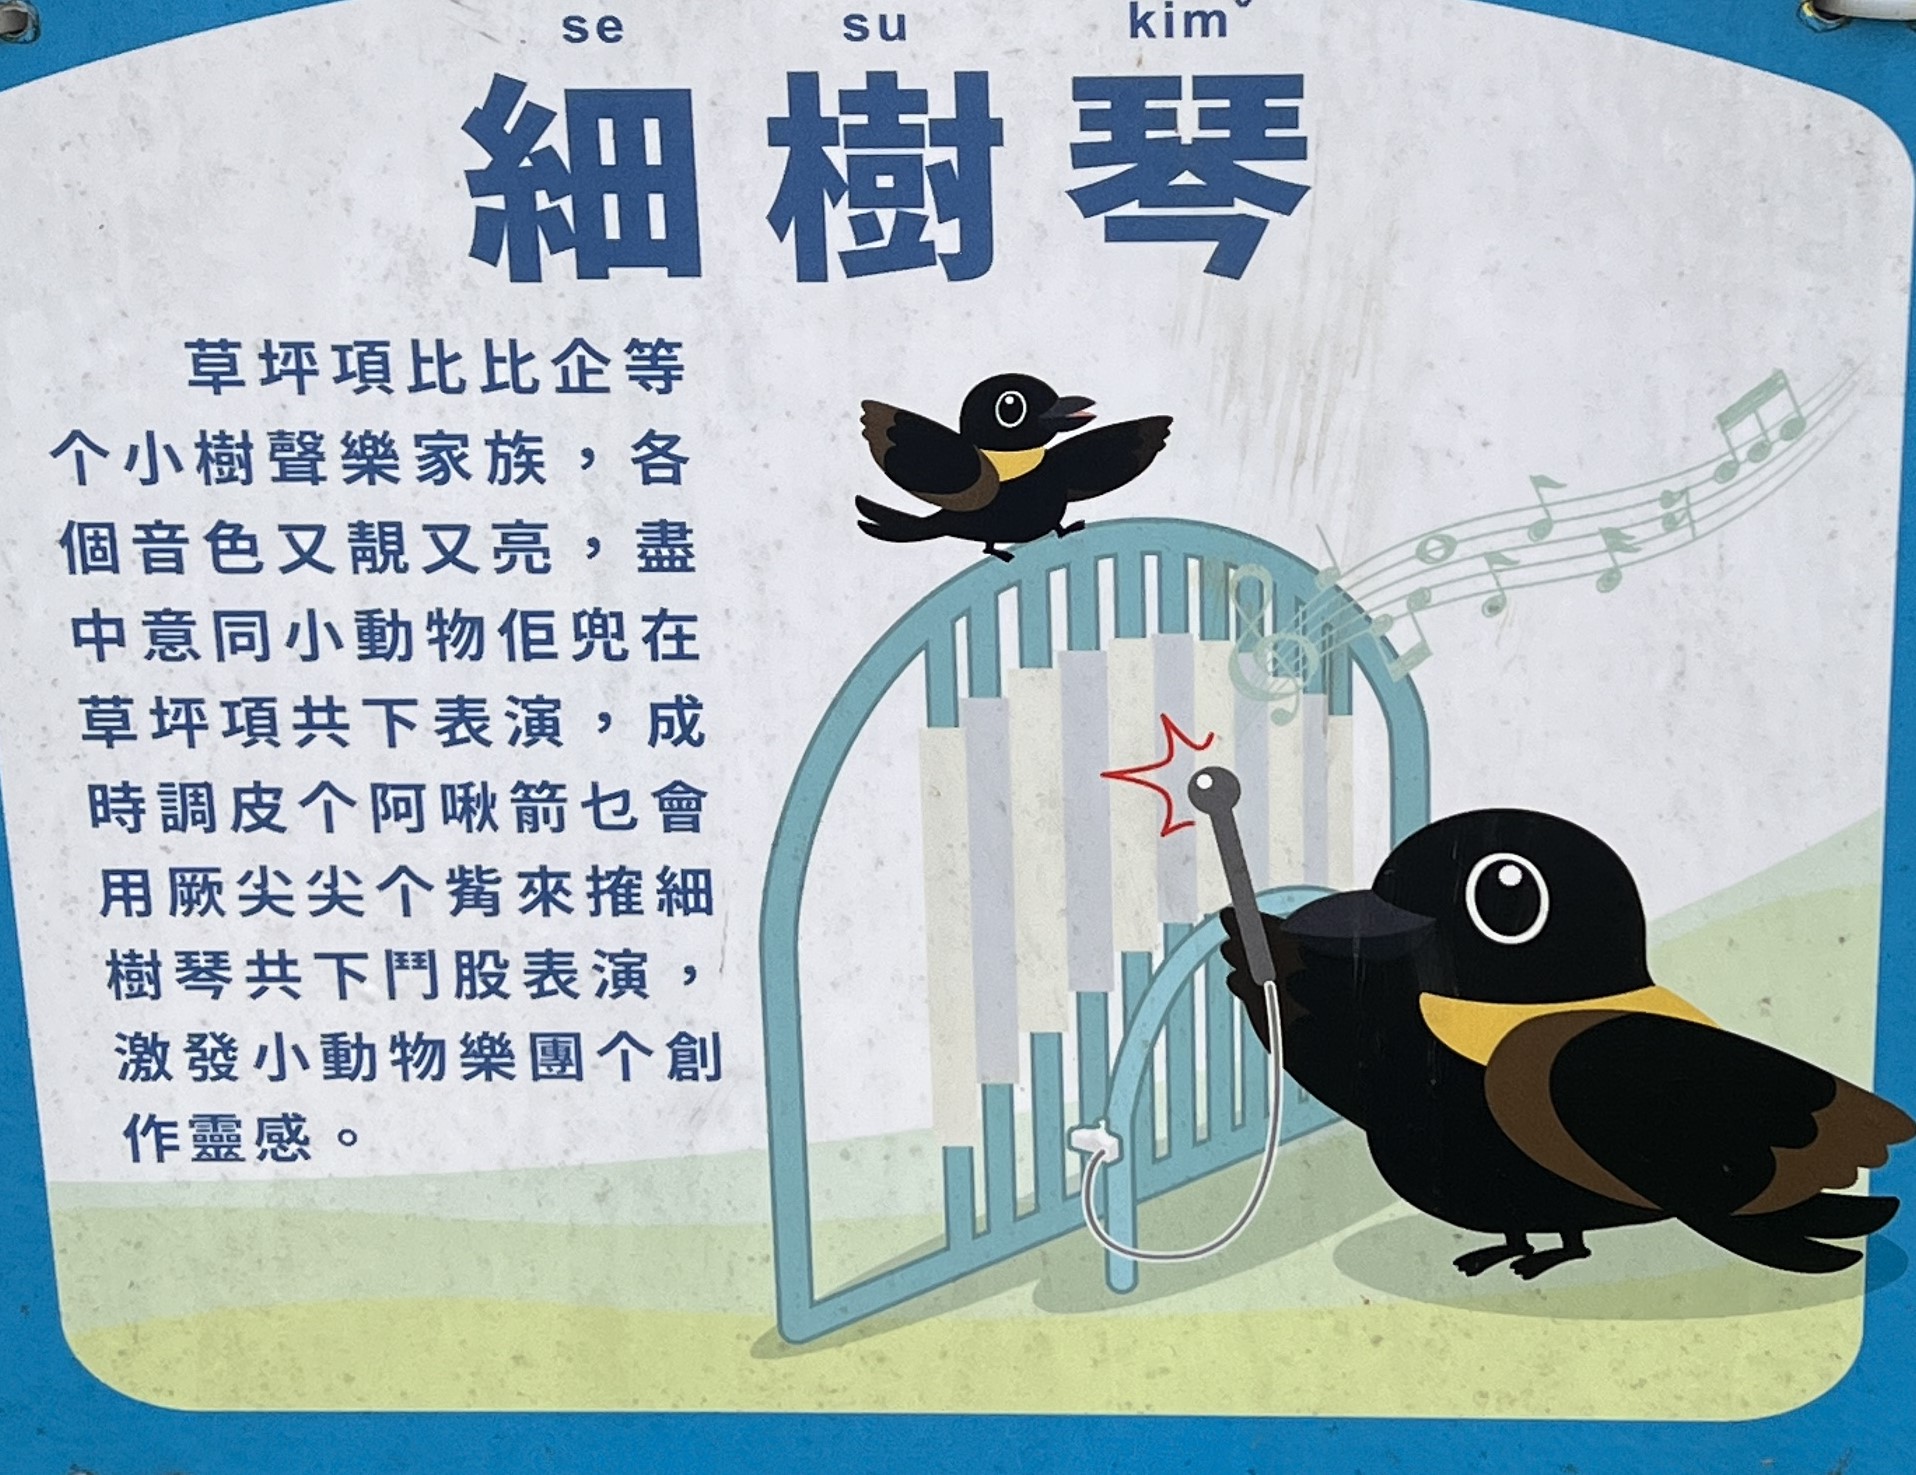 se su kimˇ
細樹琴
草坪項比比企等
个小樹聲樂家族，各
個音色又靚又亮，盡
中意同小動物佢兜在
草坪項共下表演，成
時調皮个阿啾箭乜會
用厥尖尖个觜來搉細
樹琴共下鬥股表演，
激發小動物樂團个創
作靈感。